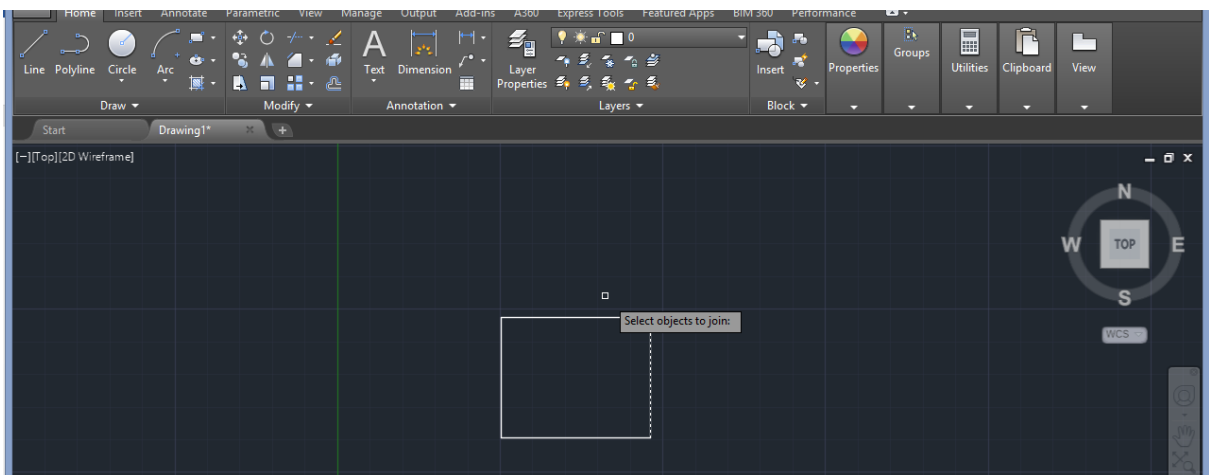 Home Insert Annotate Parametric View Manage Output Add-ins A360 Express Tools Featured Apps BIM 360 Performance
Line Polyline Circle Arc
Text Dimension
Layer Properties
0
Insert
Properties
Groups
Utilities
Clipboard
View
Draw Modify Annotation Layers Block
Start Drawing1* +
[−][Top][2D Wireframe]
N
W TOP E
S
WCS
Select objects to join: